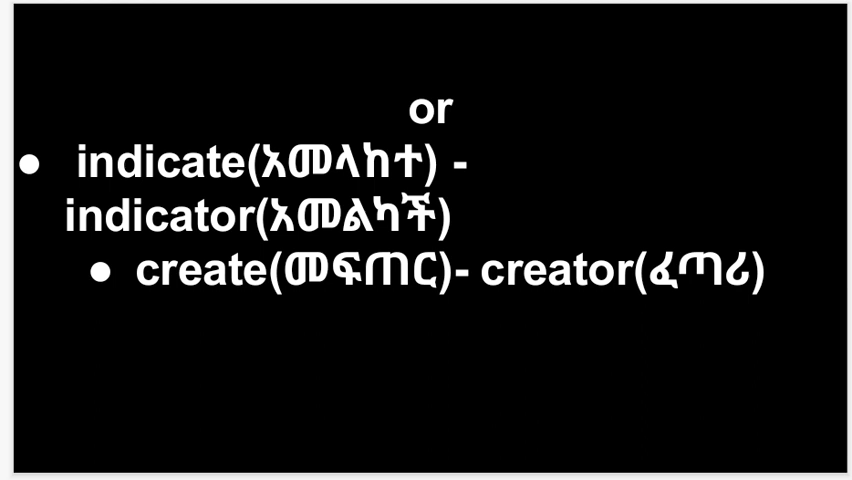 or
● indicate(አመላከተ) -
indicator(አመልካች)
● create(መፍጠር)- creator(ፈጣሪ)